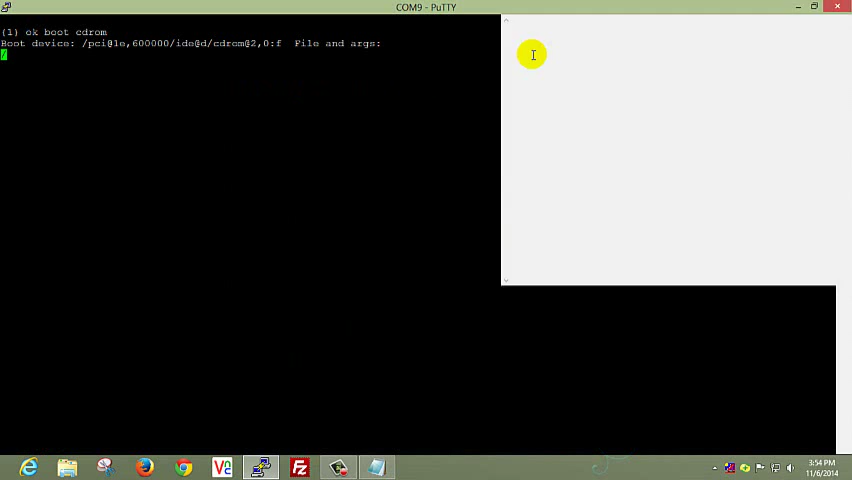 COM9 - PuTTY
{1} ok boot cdrom
Boot device: /pci@1e,600000/ide@d/cdrom@2,0:f  File and args:
/
3:54 PM
11/6/2014